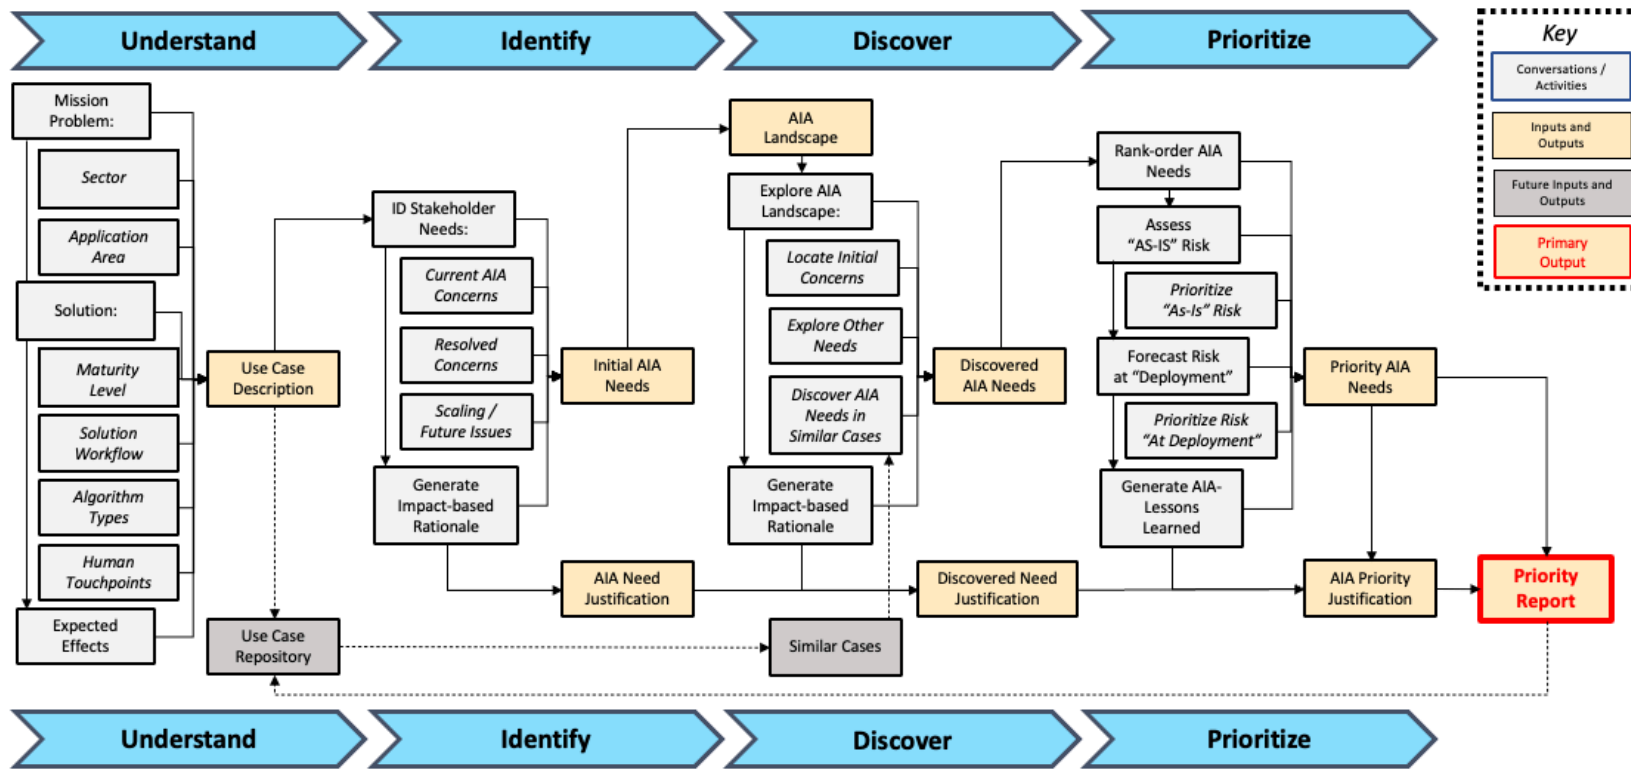 Understand
Identify
Discover
Prioritize
Key
Conversations /
Activities
Inputs and
Outputs
Future Inputs and
Outputs
Primary
Output
Mission
Problem:
Sector
Application
Area
Solution:
Maturity
Level
Solution
Workflow
Algorithm
Types
Human
Touchpoints
Expected
Effects
Use Case
Description
Use Case
Repository
ID Stakeholder
Needs:
Current AIA
Concerns
Resolved
Concerns
Scaling /
Future Issues
Generate
Impact-based
Rationale
Initial AIA
Needs
AIA Need
Justification
AIA
Landscape
Explore AIA
Landscape:
Locate Initial
Concerns
Explore Other
Needs
Discover AIA
Needs in
Similar Cases
Generate
Impact-based
Rationale
Similar Cases
Discovered
AIA Needs
Discovered Need
Justification
Rank-order AIA
Needs
Assess
“AS-IS” Risk
Prioritize
“As-Is” Risk
Forecast Risk
at “Deployment”
Prioritize Risk
“At Deployment”
Generate AIA-
Lessons
Learned
Priority AIA
Needs
AIA Priority
Justification
Priority
Report
Understand
Identify
Discover
Prioritize